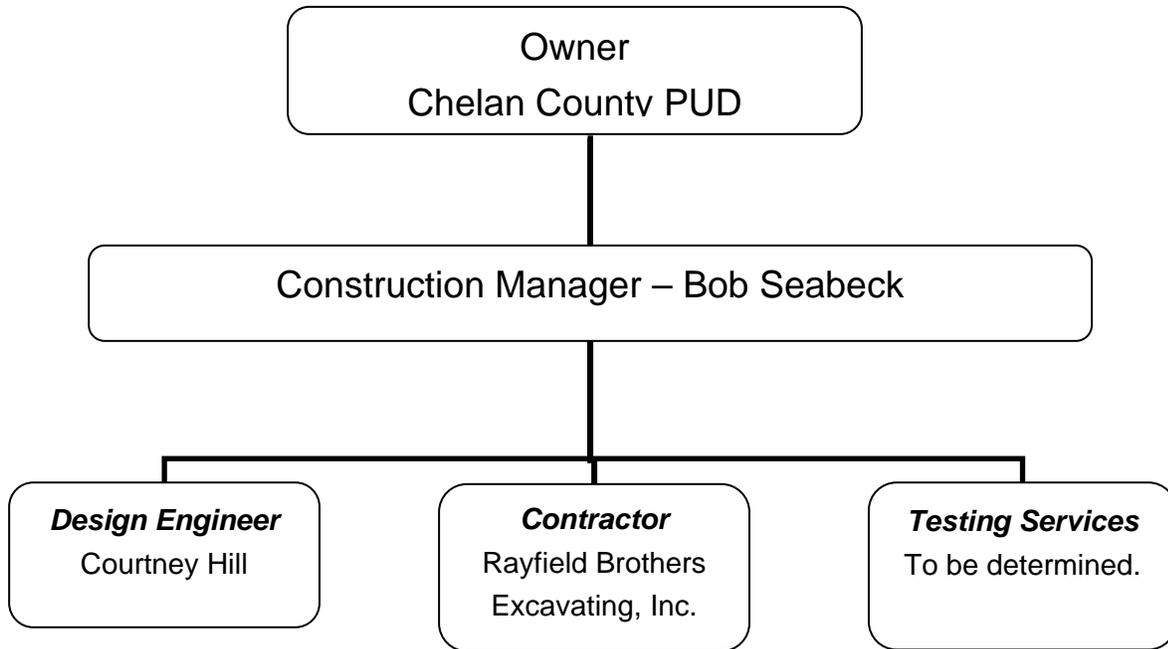 Owner
Chelan County PUD
Construction Manager – Bob Seabeck
Design Engineer
Courtney Hill
Contractor
Rayfield Brothers
Excavating, Inc.
Testing Services
To be determined.